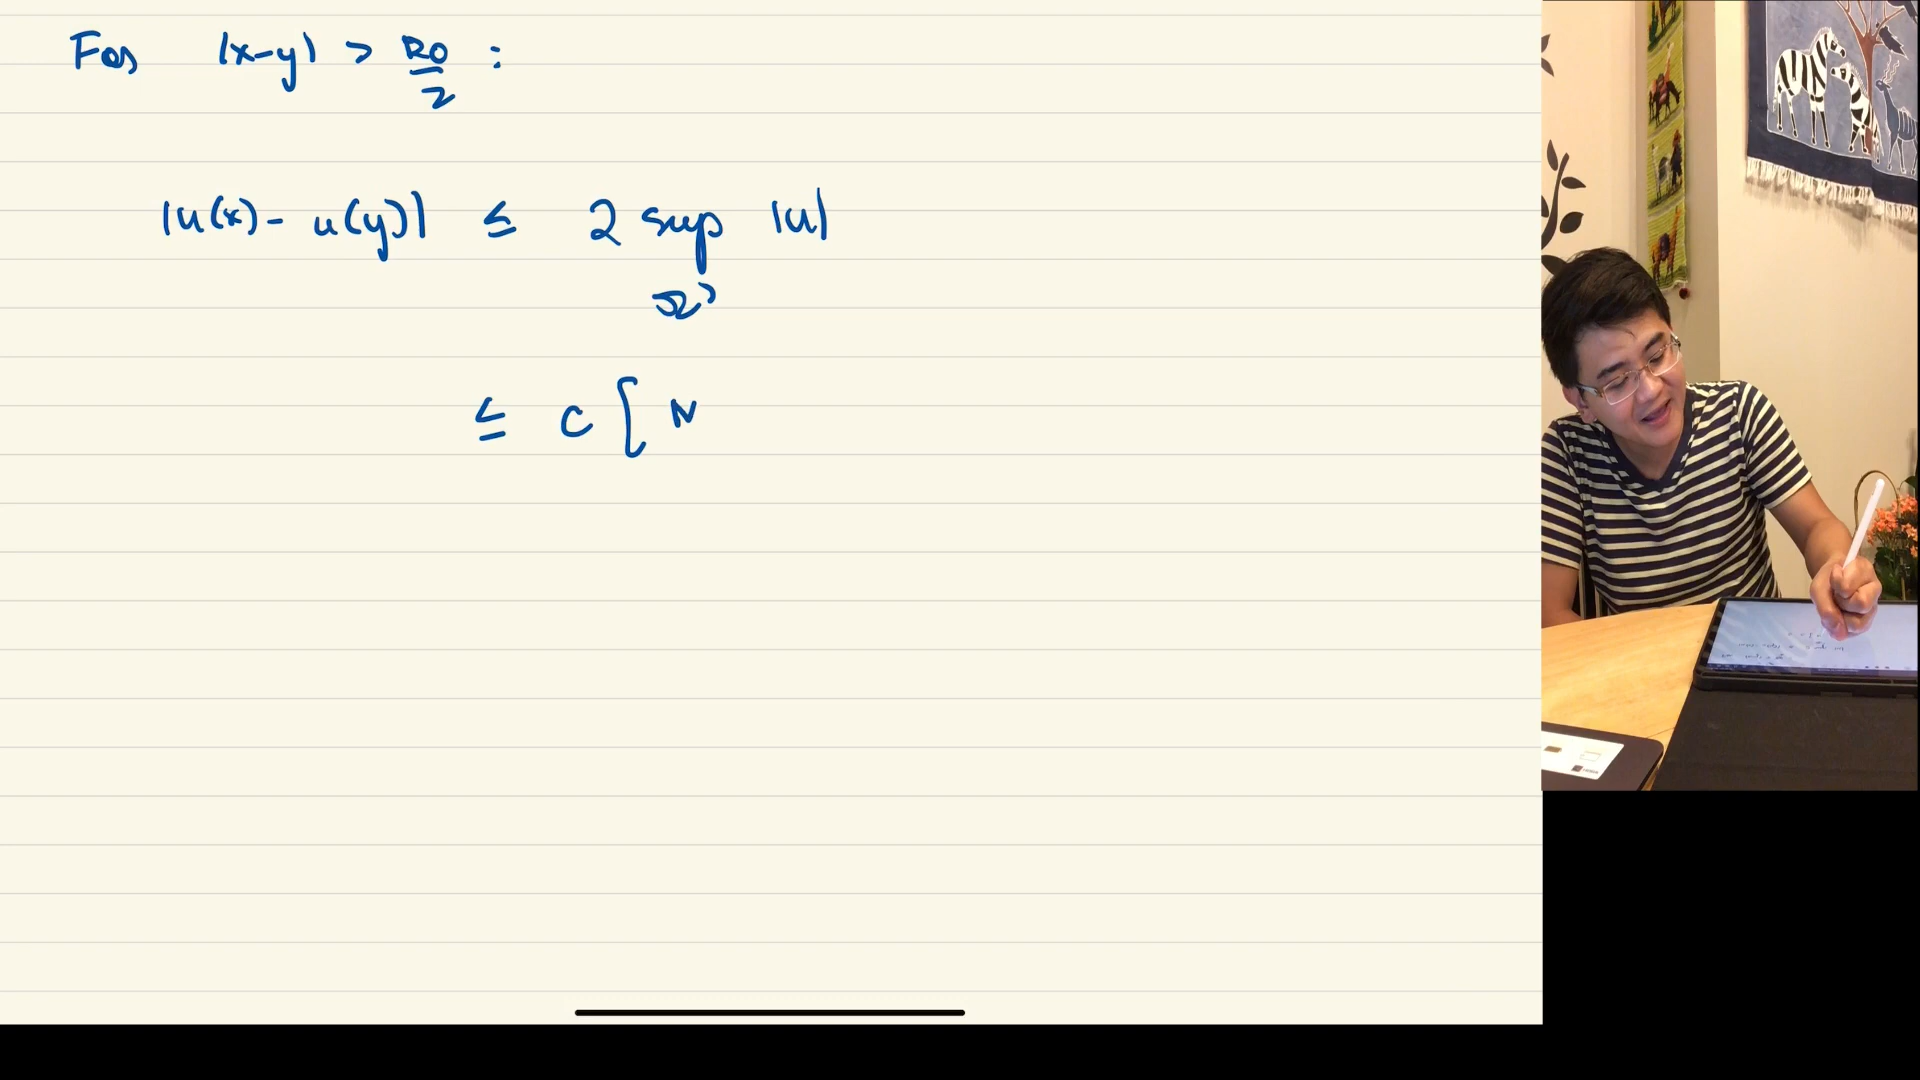 For |x-y| > R0/2 :
|u(x) - u(y)| ≤ 2 sup |u|
Ω'
≤ C [ M